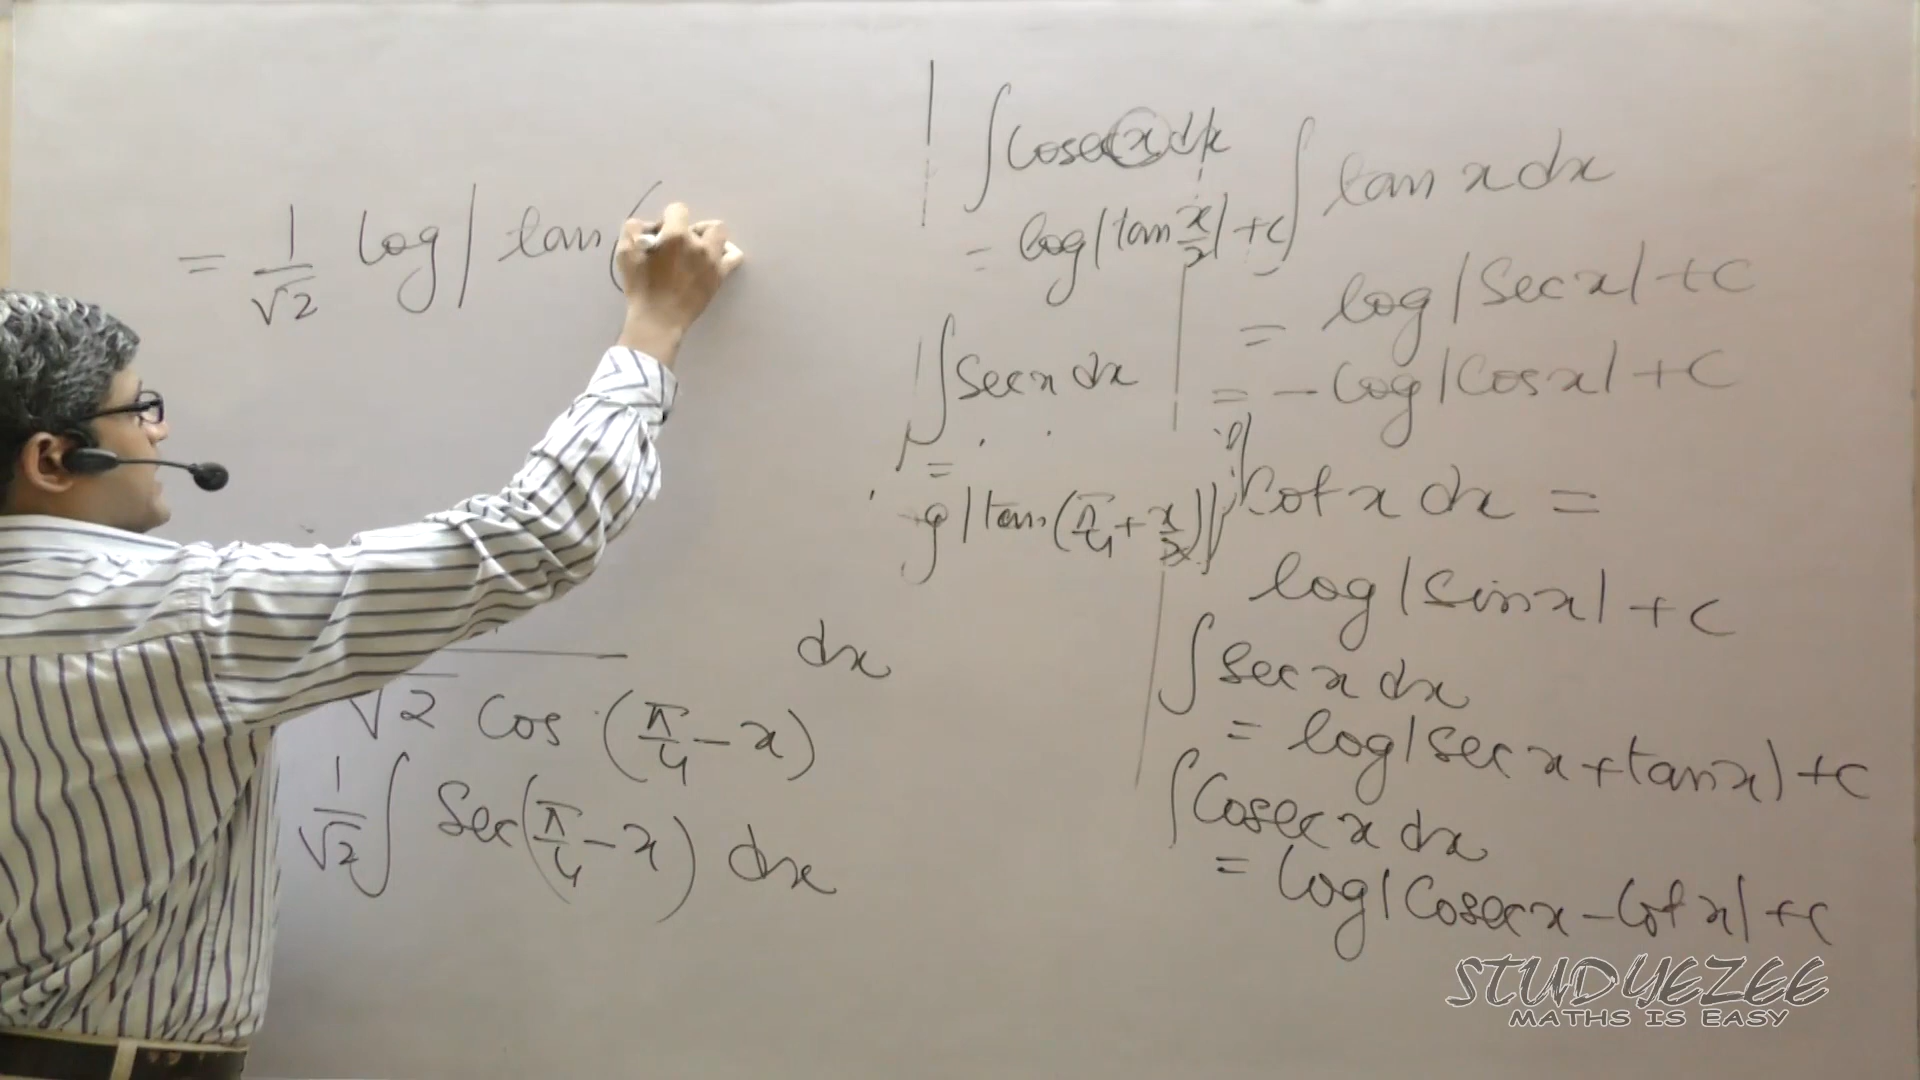 = 1/√2 log| tan(
dx
√2 cos (π/4 - x)
1/√2 ∫ Sec(π/4 - x) dx
∫ Cosec x dx
= log|tan x/2| + c
∫ Sec x dx
=
g|tan(π/4 + x/2)|
∫ tan x dx
= log|Sec x| + c
= -log|Cos x| + c
∫ Cot x dx =
log|Sin x| + c
∫ Sec x dx
= log|Sec x + tan x) + c
∫ Cosec x dx
= log|Cosec x - Cot x| + c
STUDYEZEE
MATHS IS EASY